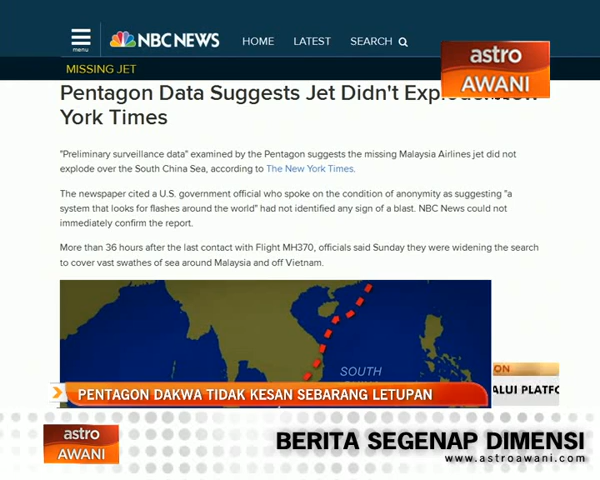 NBC NEWS HOME LATEST SEARCH
menu
astro
AWANI
MISSING JET
Pentagon Data Suggests Jet Didn't
York Times
"Preliminary surveillance data" examined by the Pentagon suggests the missing Malaysia Airlines jet did not
explode over the South China Sea, according to The New York Times.
The newspaper cited a U.S. government official who spoke on the condition of anonymity as suggesting "a
system that looks for flashes around the world" had not identified any sign of a blast. NBC News could not
immediately confirm the report.
More than 36 hours after the last contact with Flight MH370, officials said Sunday they were widening the search
to cover vast swathes of sea around Malaysia and off Vietnam.
SOUTH
PENTAGON DAKWA TIDAK KESAN SEBARANG LETUPAN
astro
AWANI
BERITA SEGENAP DIMENSI
www.astroawani.com